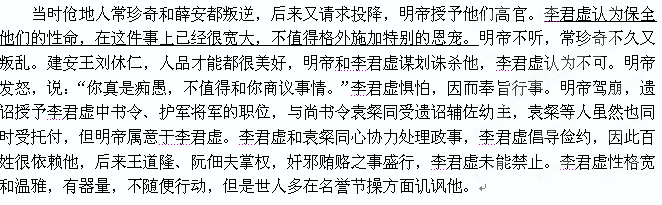 当时伧地人常珍奇和薛安都叛逆，后来又请求投降，明帝授予他们高官。李君虚认为保全
他们的性命，在这件事上已经很宽大，不值得格外施加特别的恩宠。明帝不听，常珍奇不久又
叛乱。建安王刘休仁，人品才能都很美好，明帝和李君虚谋划诛杀他，李君虚认为不可。明帝
发怒，说：“你真是痴愚，不值得和你商议事情。”李君虚惧怕，因而奉旨行事。明帝驾崩，遗
诏授予李君虚中书令、护军将军的职位，与尚书令袁粲同受遗诏辅佐幼主，袁粲等人虽然也同
时受托付，但明帝属意于李君虚。李君虚和袁粲同心协力处理政事，李君虚倡导俭约，因此百
姓很依赖他，后来王道隆、阮佃夫掌权，奸邪贿赂之事盛行，李君虚未能禁止。李君虚性格宽
和温雅，有器量，不随便行动，但是世人多在名誉节操方面讥讽他。